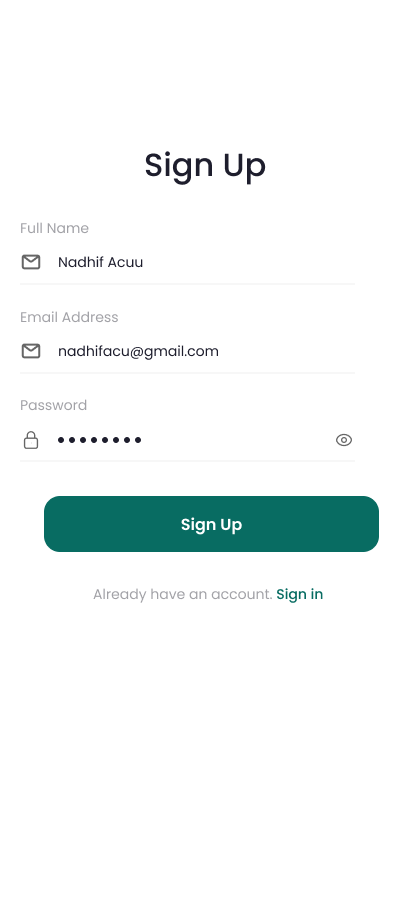 Sign Up
Full Name
Nadhif Acuu
Email Address
nadhifacu@gmail.com
Password
••••••••
Sign Up
Already have an account. Sign in